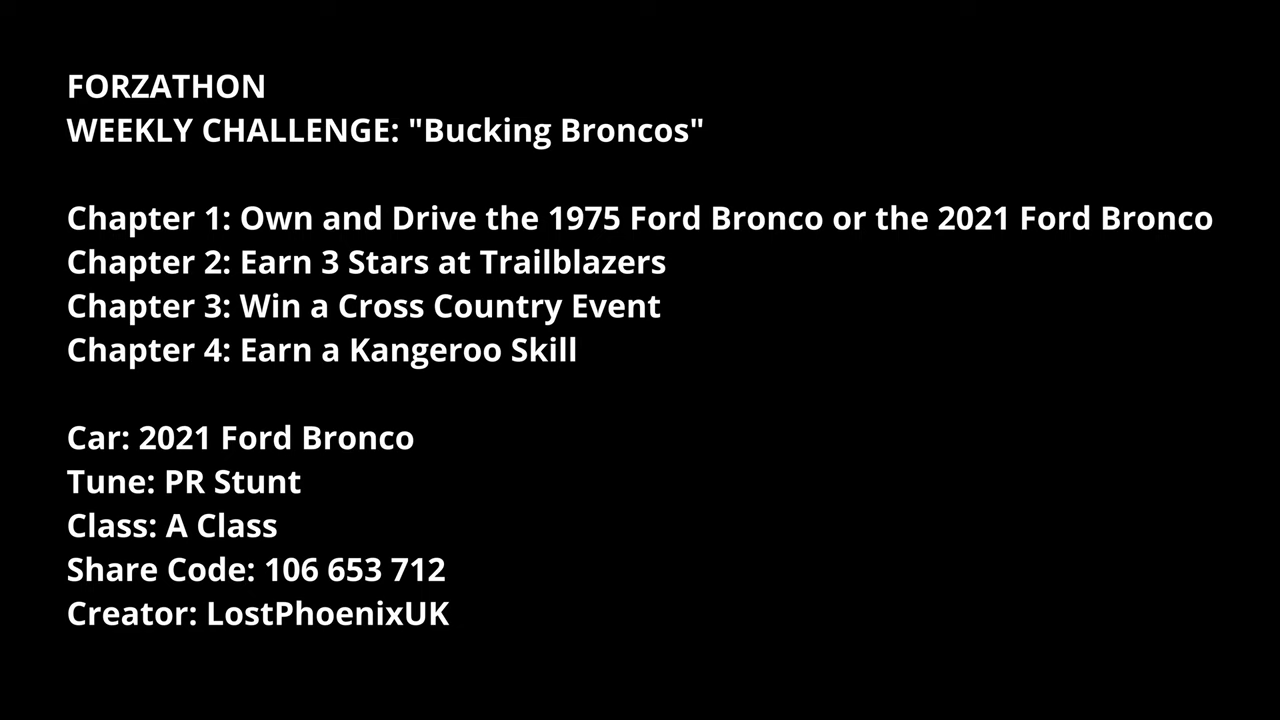 FORZATHON
WEEKLY CHALLENGE: "Bucking Broncos"
Chapter 1: Own and Drive the 1975 Ford Bronco or the 2021 Ford Bronco
Chapter 2: Earn 3 Stars at Trailblazers
Chapter 3: Win a Cross Country Event
Chapter 4: Earn a Kangeroo Skill
Car: 2021 Ford Bronco
Tune: PR Stunt
Class: A Class
Share Code: 106 653 712
Creator: LostPhoenixUK